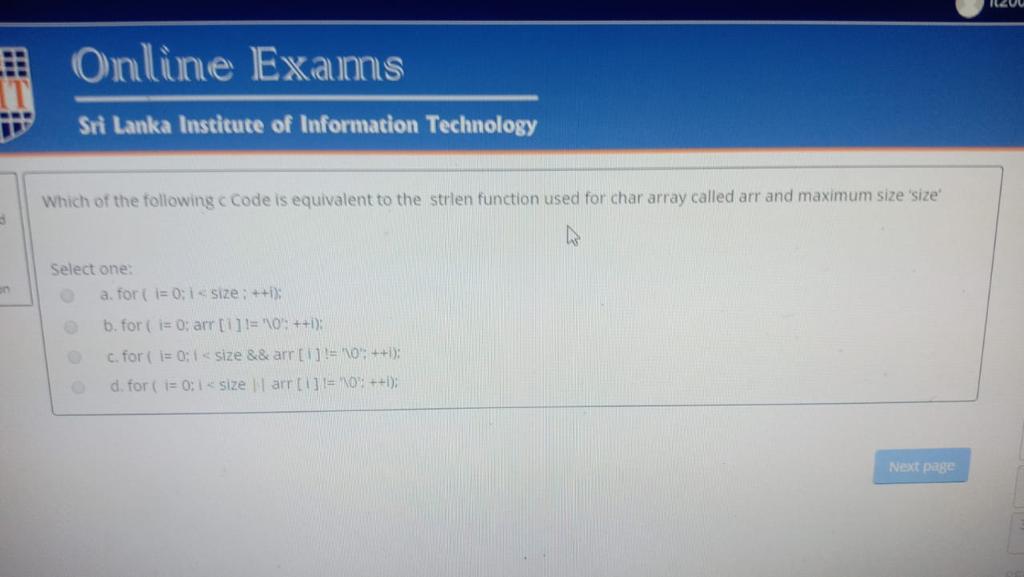 it200
IT
Online Exams
Sri Lanka Institute of Information Technology
Which of the following c Code is equivalent to the strlen function used for char array called arr and maximum size 'size'
Select one:
a. for ( i= 0; i < size ; ++i);
b. for ( i= 0; arr [ i ] != '\0'; ++i);
c. for ( i= 0; i < size && arr [ i ] != '\0'; ++i);
d. for ( i= 0; i < size || arr [ i ] != '\0'; ++i);
Next page